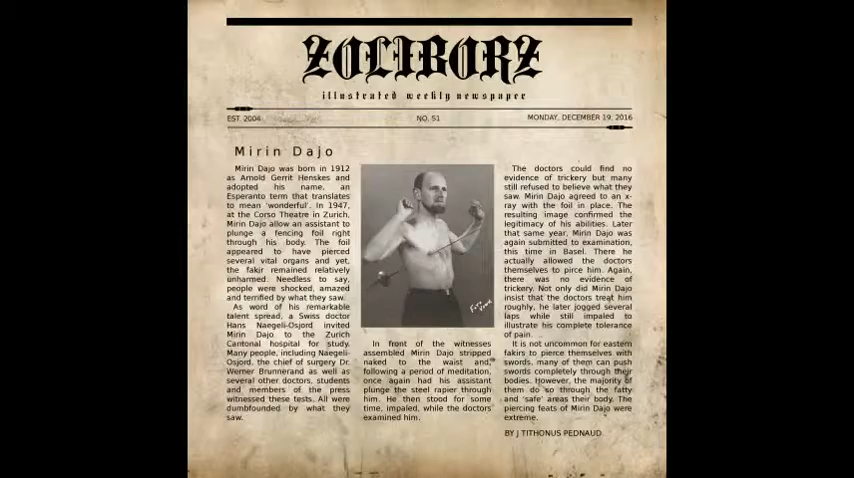 ZOLIBORZ
illustrated weekly newspaper
EST. 2004
NO. 51
MONDAY, DECEMBER 19, 2016
Mirin Dajo
Mirin Dajo was born in 1912
as Arnold Gerrit Henskes and
adopted his name, an
Esperanto term that translates
to mean 'wonderful'. In 1947,
at the Corso Theatre in Zurich,
Mirin Dajo allow an assistant to
plunge a fencing foil right
through his body. The foil
appeared to have pierced
several vital organs and yet,
the fakir remained relatively
unharmed. Needless to say,
people were shocked, amazed
and terrified by what they saw.
As word of his remarkable
talent spread, a Swiss doctor
Hans Naegeli-Osjord invited
Mirin Dajo to the Zurich
Cantonal hospital for study.
Many people, including Naegeli-
Osjord, the chief of surgery Dr.
Werner Brunnerand as well as
several other doctors, students
and members of the press
witnessed these tests. All were
dumbfounded by what they
saw.
In front of the witnesses
assembled Mirin Dajo stripped
naked to the waist and,
following a period of meditation,
once again had his assistant
plunge the steel rapier through
him. He then stood for some
time, impaled, while the doctors
examined him.
The doctors could find no
evidence of trickery but many
still refused to believe what they
saw. Mirin Dajo agreed to an x-
ray with the foil in place. The
resulting image confirmed the
legitimacy of his abilities. Later
that same year, Mirin Dajo was
again submitted to examination,
this time in Basel. There he
actually allowed the doctors
themselves to pirce him. Again,
there was no evidence of
trickery. Not only did Mirin Dajo
insist that the doctors treat him
roughly, he later jogged several
laps while still impaled to
illustrate his complete tolerance
of pain.
It is not uncommon for eastern
fakirs to pierce themselves with
swords, many of them can push
swords completely through their
bodies. However, the majority of
them do so through the fatty
and 'safe' areas their body. The
piercing feats of Mirin Dajo were
extreme.
BY J TITHONUS PEDNAUD